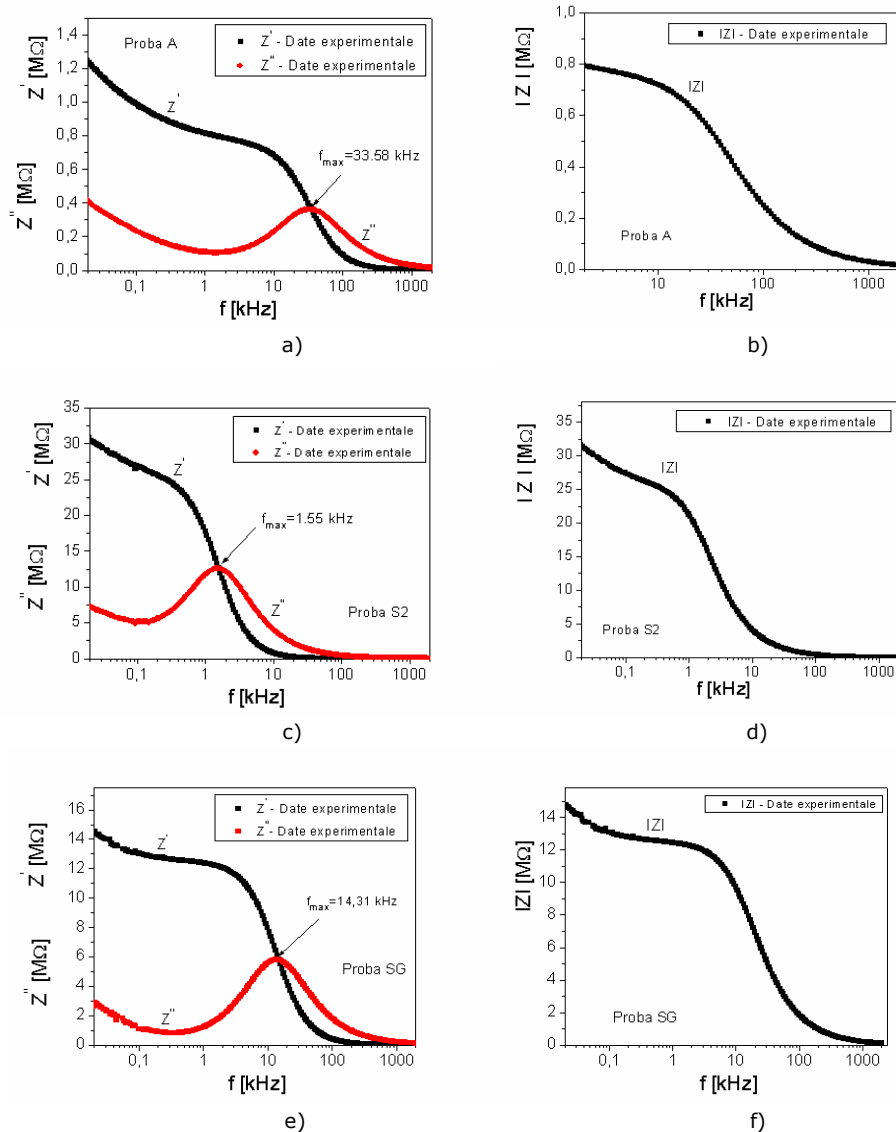 Proba A
Z' - Date experimentale
Z'' - Date experimentale
Z'' [MΩ] Z' [MΩ]
1,4
1,2
1,0
0,8
0,6
0,4
0,2
0,0
Z'
f_max=33.58 kHz
Z''
0,1 1 10 100 1000
f [kHz]
a)
IZI - Date experimentale
I Z I [MΩ]
1,0
0,8
0,6
0,4
0,2
0,0
IZI
Proba A
10 100 1000
f [kHz]
b)
Z' - Date experimentale
Z'' - Date experimentale
Z'' [MΩ] Z' [MΩ]
35
30
25
20
15
10
5
0
Z'
f_max=1.55 kHz
Z''
Proba S2
0,1 1 10 100 1000
f [kHz]
c)
IZI - Date experimentale
I Z I [MΩ]
35
30
25
20
15
10
5
0
IZI
Proba S2
0,1 1 10 100 1000
f [kHz]
d)
Z' - Date experimentale
Z'' - Date experimentale
Z'' [MΩ] Z' [MΩ]
16
14
12
10
8
6
4
2
0
Z'
f_max=14,31 kHz
Proba SG
Z''
0,1 1 10 100 1000
f [kHz]
e)
IZI - Date experimentale
IZI [MΩ]
14
12
10
8
6
4
2
0
IZI
Proba SG
0,1 1 10 100 1000
f [kHz]
f)